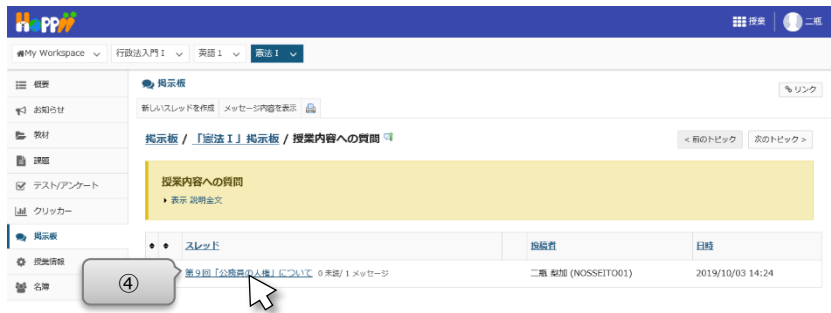 HOPPII
授業 二瓶
My Workspace 行政法入門Ⅰ 英語1 憲法Ⅰ
概要
お知らせ
教材
課題
テスト/アンケート
クリッカー
掲示板
授業情報
名簿
掲示板
リンク
新しいスレッドを作成 メッセージ内容を表示
掲示板 / 「憲法Ⅰ」掲示板 / 授業内容への質問
< 前のトピック 次のトピック >
授業内容への質問
表示 説明全文
スレッド 投稿者 日時
第9回「公務員の人権」について 0 未読/ 1 メッセージ 二瓶 梨加 (NOSSEITO01) 2019/10/03 14:24
④